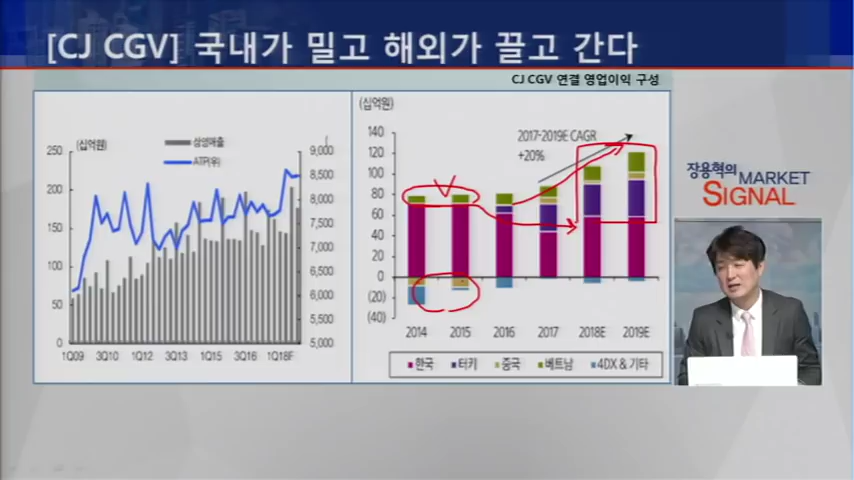 [CJ CGV] 국내가 밀고 해외가 끌고 간다
CJ CGV 연결 영업이익 구성
(십억원)
상영매출
ATP(우)
250
200
150
100
50
0
9,000
8,500
8,000
7,500
7,000
6,500
6,000
5,500
5,000
1Q09 3Q10 1Q12 3Q13 1Q15 3Q16 1Q18F
(십억원)
2017-2019E CAGR
+20%
140
120
100
80
60
40
20
0
(20)
(40)
2014 2015 2016 2017 2018E 2019E
한국 터키 중국 베트남 4DX & 기타
장용혁의
MARKET
SIGNAL